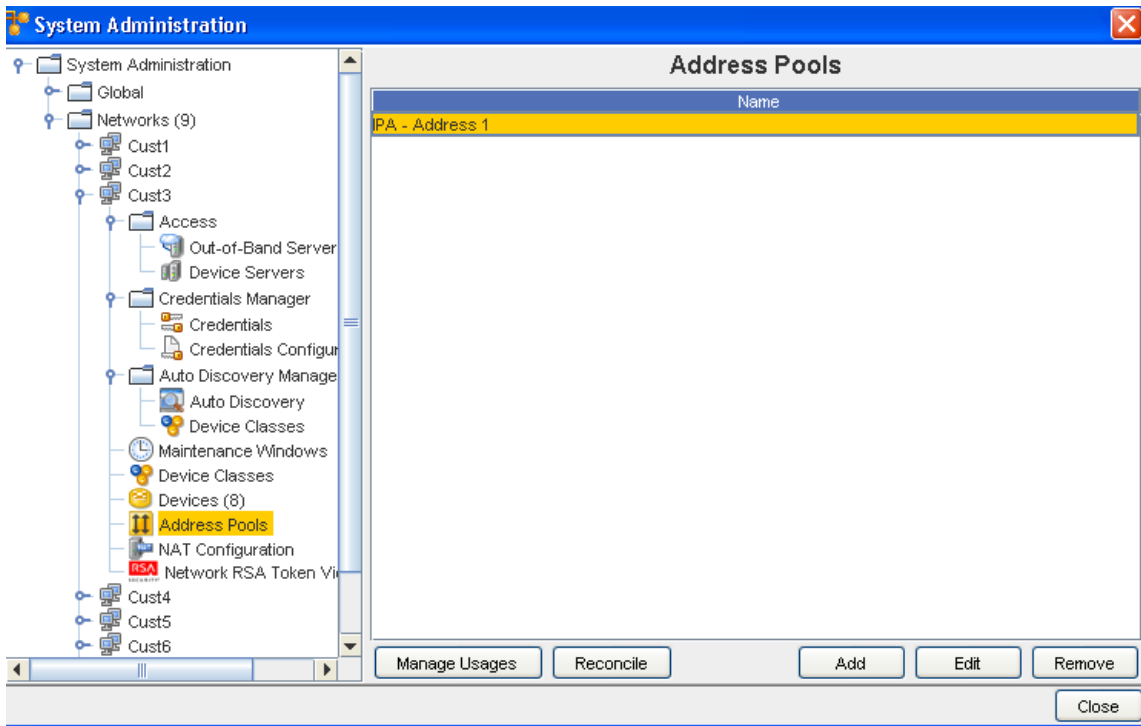 System Administration
System Administration
Global
Networks (9)
Cust1
Cust2
Cust3
Access
Out-of-Band Server
Device Servers
Credentials Manager
Credentials
Credentials Configur
Auto Discovery Manage
Auto Discovery
Device Classes
Maintenance Windows
Device Classes
Devices (8)
Address Pools
NAT Configuration
RSA
SECURITY
Network RSA Token Vi
Cust4
Cust5
Cust6
Address Pools
Name
IPA - Address 1
Manage Usages Reconcile Add Edit Remove
Close